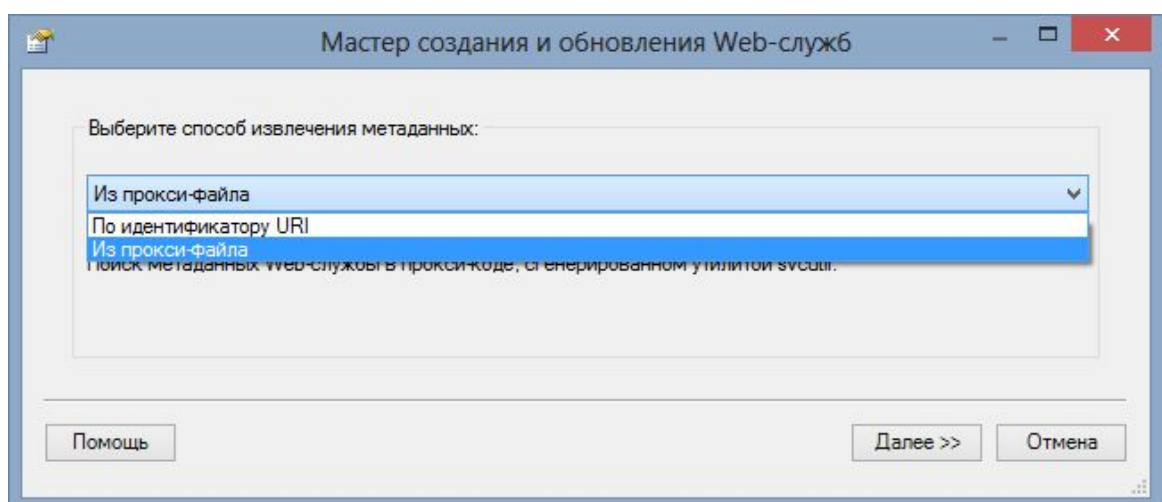 Мастер создания и обновления Web-служб
Выберите способ извлечения метаданных:
Из прокси-файла
По идентификатору URI
Из прокси-файла
Поиск метаданных Web-службы в прокси-коде, сгенерированном утилитой svcutil.
Помощь
Далее >>
Отмена